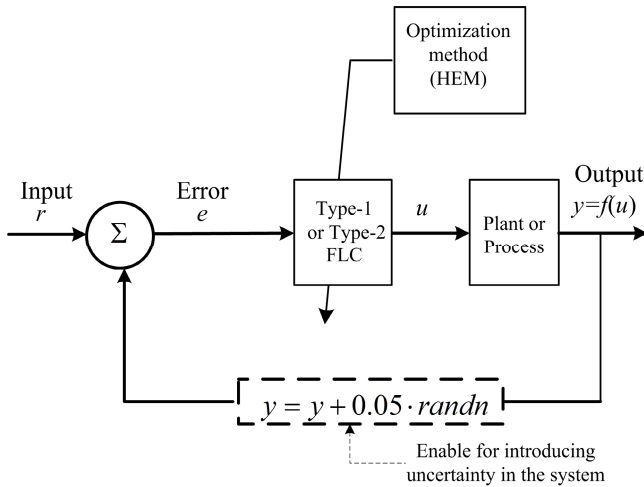 Optimization
method
(HEM)
Input
r
Σ
Error
e
Type-1
or Type-2
FLC
u
Plant or
Process
Output
y=f(u)
y = y + 0.05 · randn
Enable for introducing
uncertainty in the system